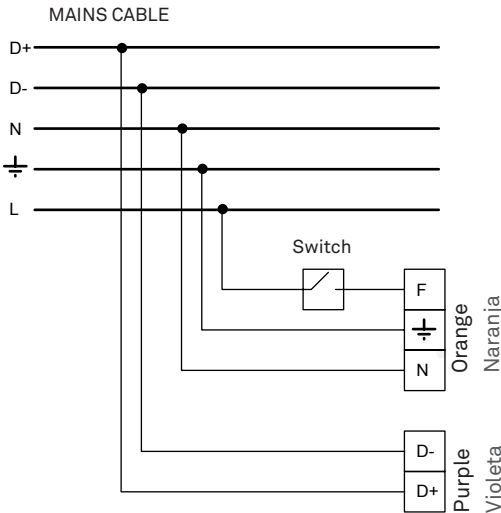 MAINS CABLE
D+
D-
N
L
Switch
F
N
Orange
Naranja
D-
D+
Purple
Violeta